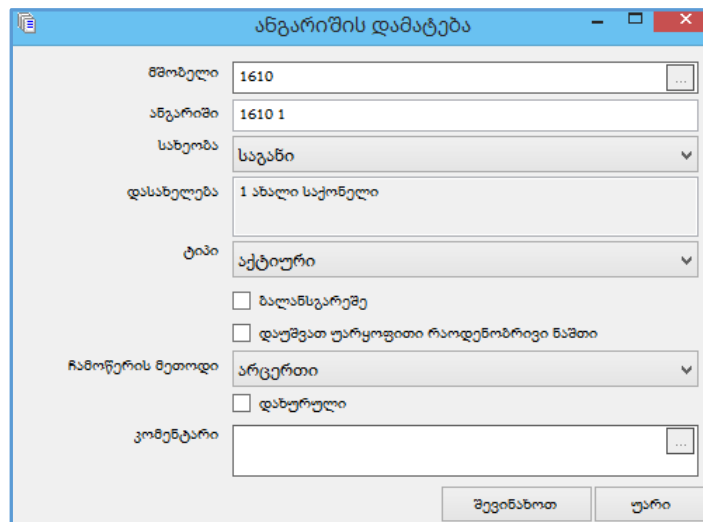 ანგარიშის დამატება
მშობელი 1610 ...
ანგარიში 1610 1
სახეობა საგანი
დასახელება 1 ახალი საქონელი
ტიპი აქტიური
ბალანსგარეშე
დაუშვათ უარყოფითი რაოდენობრივი ნაშთი
ჩამოწერის მეთოდი არცერთი
დახურული
კომენტარი ...
შევინახოთ უარი